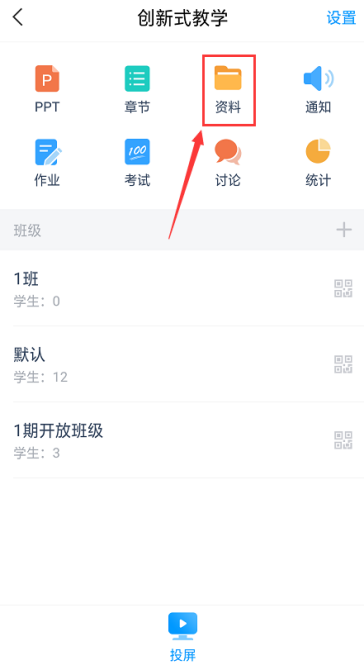 创新式教学 设置
P
PPT 章节 资料 通知
100
作业 考试 讨论 统计
班级
1班
学生：0
默认
学生：12
1期开放班级
学生：3
投屏